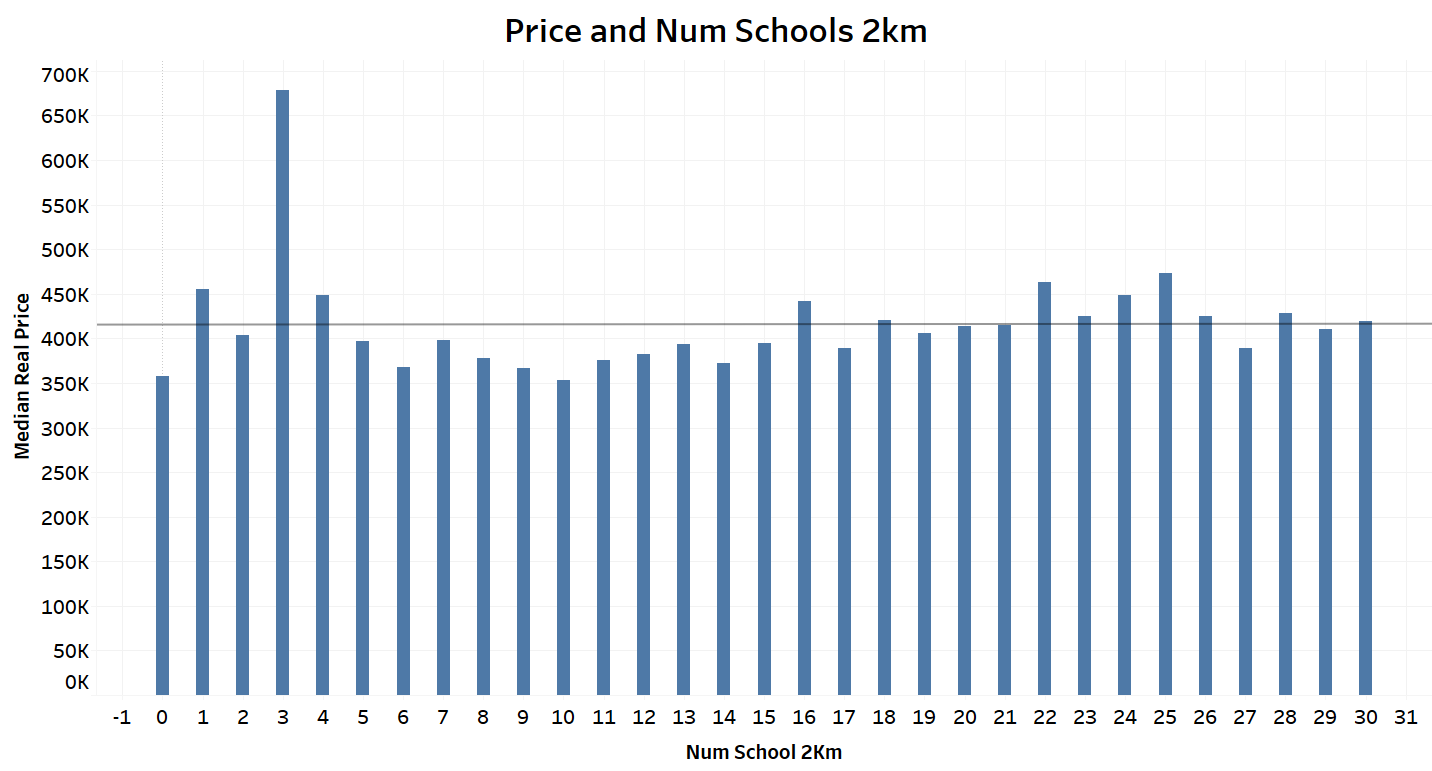 Price and Num Schools 2km
700K
650K
600K
550K
500K
450K
400K
350K
300K
250K
200K
150K
100K
50K
0K
Median Real Price
-1 0 1 2 3 4 5 6 7 8 9 10 11 12 13 14 15 16 17 18 19 20 21 22 23 24 25 26 27 28 29 30 31
Num School 2Km